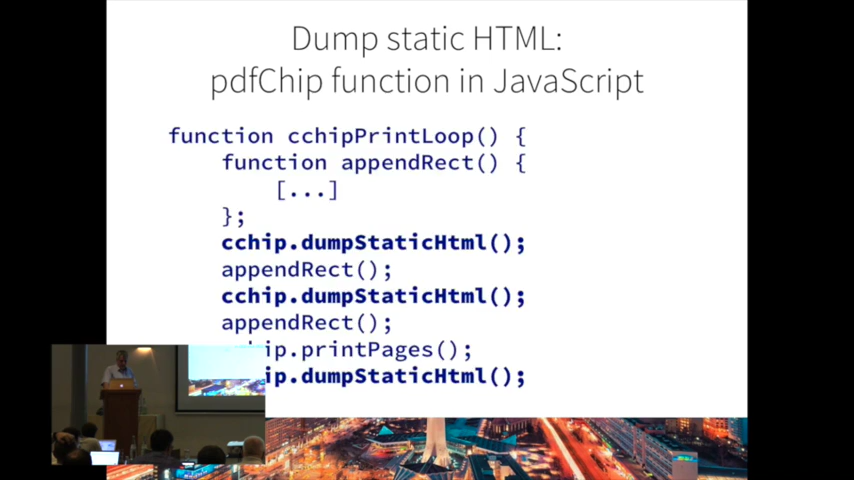 Dump static HTML:
pdfChip function in JavaScript
function cchipPrintLoop() {
function appendRect() {
[...]
};
cchip.dumpStaticHtml();
appendRect();
cchip.dumpStaticHtml();
appendRect();
ip.printPages();
ip.dumpStaticHtml();